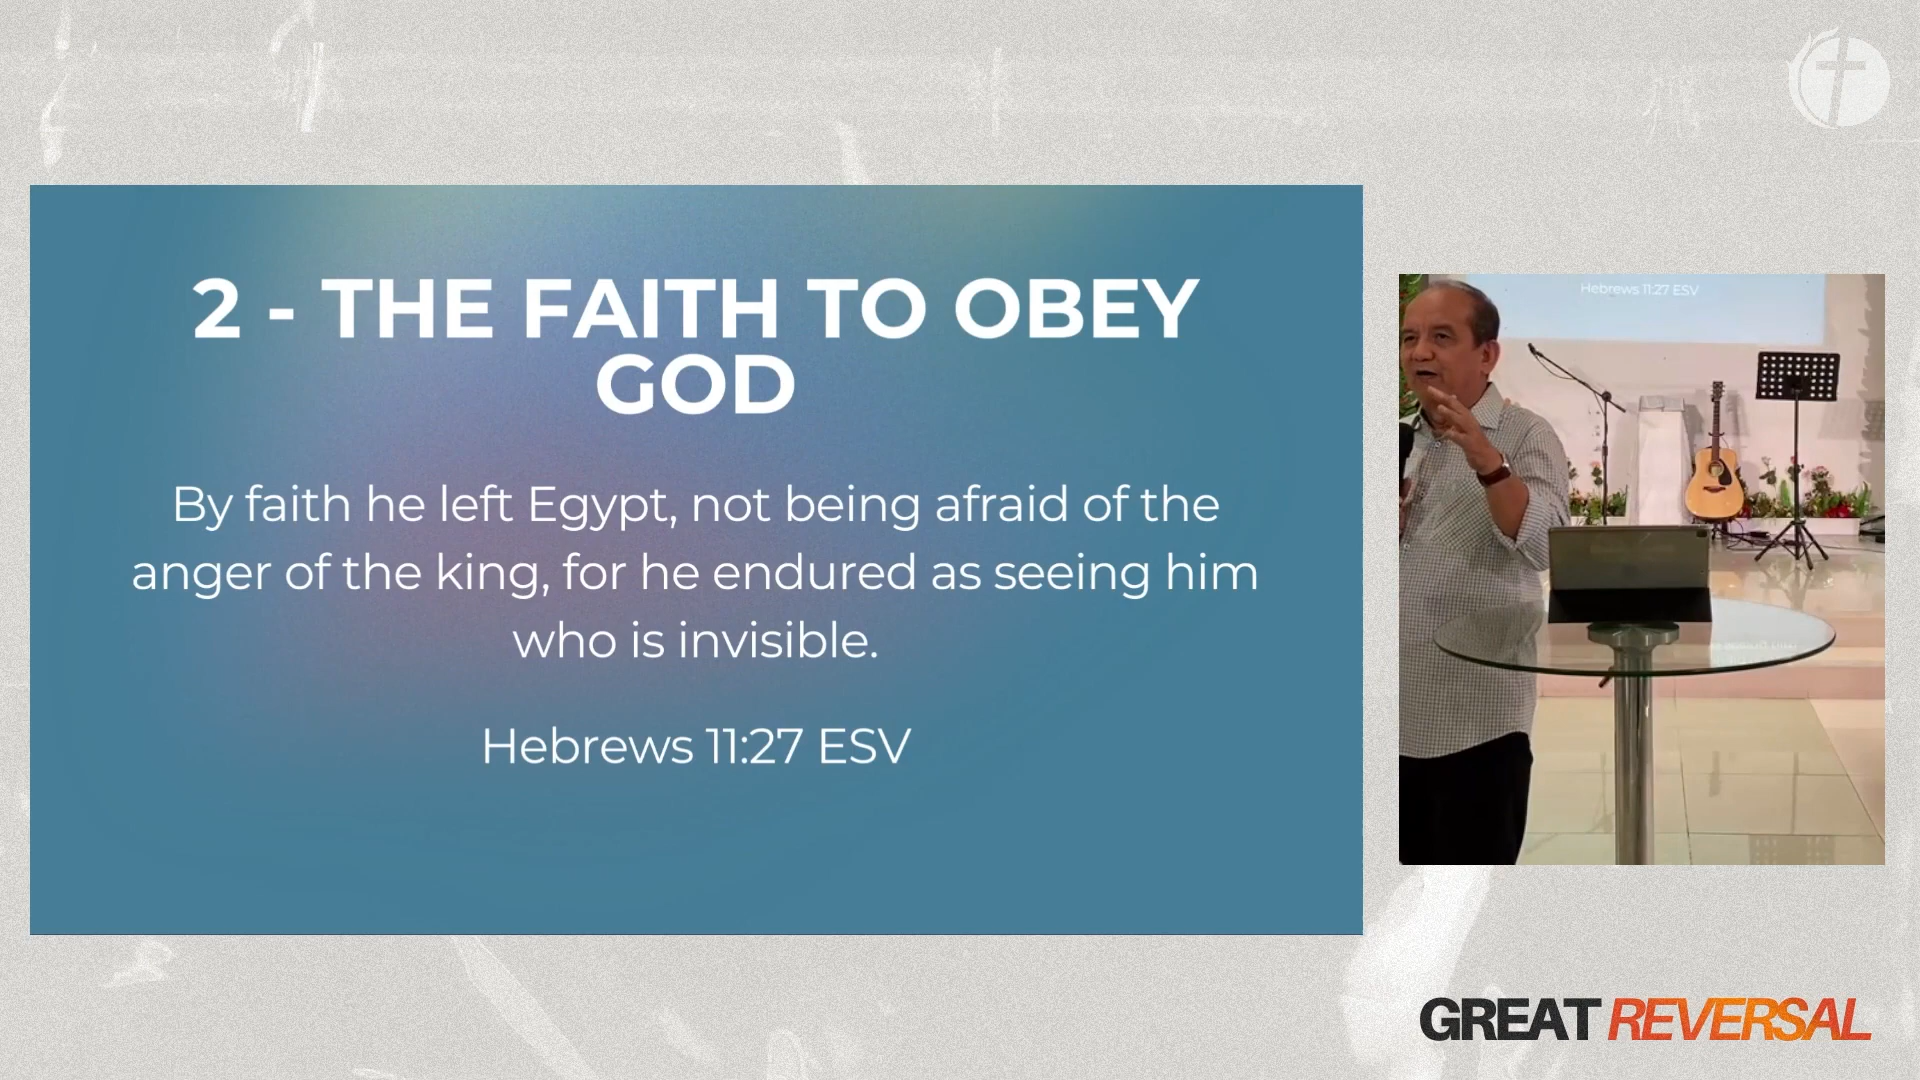 2 - THE FAITH TO OBEY
GOD
By faith he left Egypt, not being afraid of the
anger of the king, for he endured as seeing him
who is invisible.
Hebrews 11:27 ESV
Hebrews 11:27 ESV
GREAT REVERSAL